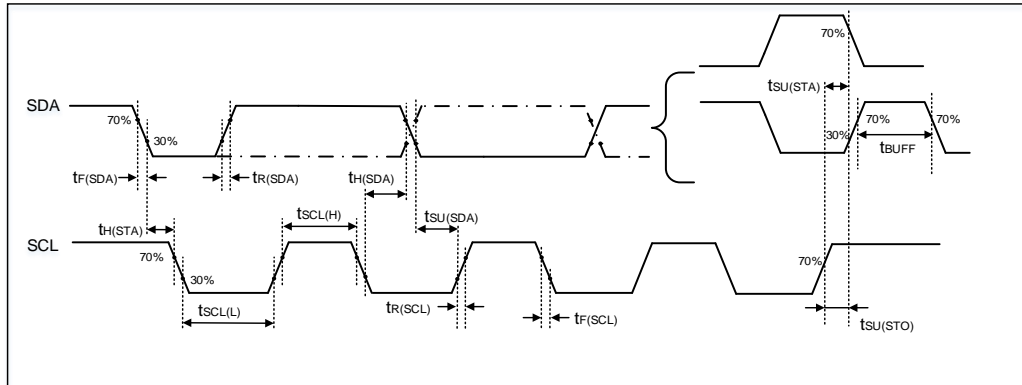 70%
tSU(STA)
SDA
70%
30%
30%
70%
70%
tBUFF
tF(SDA)
tR(SDA)
tH(SDA)
tH(STA)
tSCL(H)
tSU(SDA)
SCL
70%
30%
70%
tSCL(L)
tR(SCL)
tF(SCL)
tSU(STO)